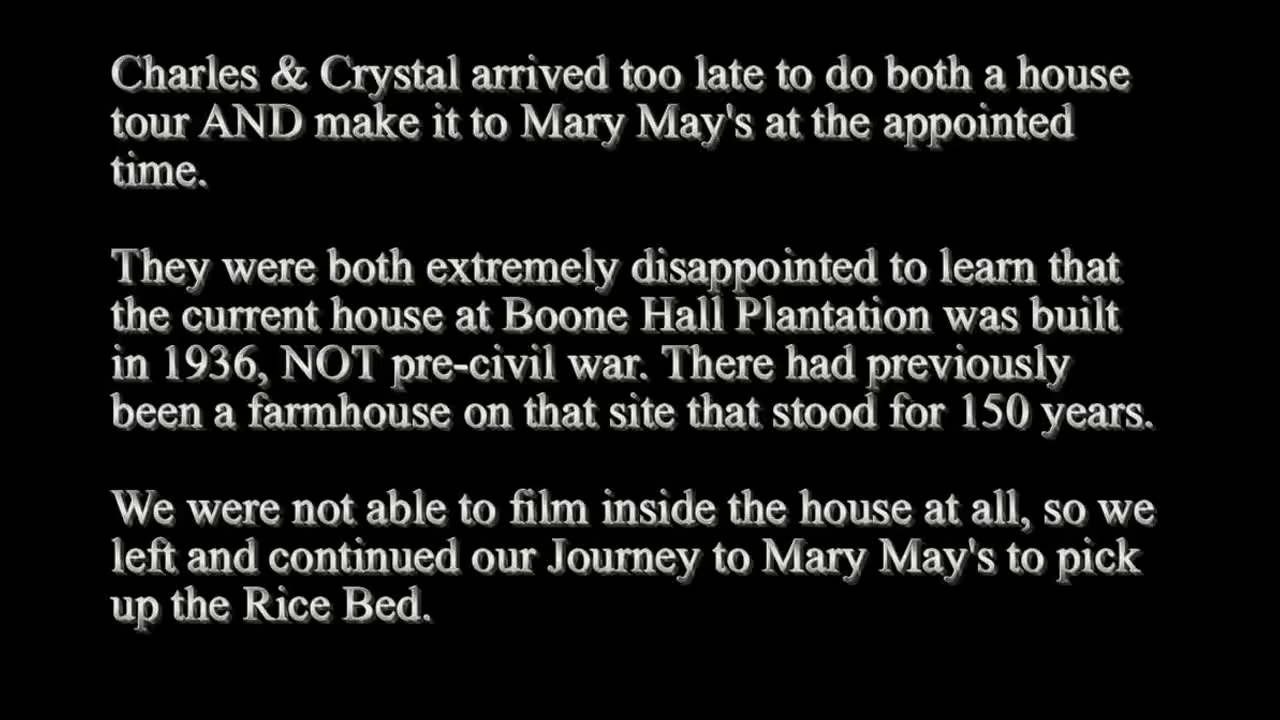 Charles & Crystal arrived too late to do both a house
tour AND make it to Mary May's at the appointed
time.
They were both extremely disappointed to learn that
the current house at Boone Hall Plantation was built
in 1936, NOT pre-civil war. There had previously
been a farmhouse on that site that stood for 150 years.
We were not able to film inside the house at all, so we
left and continued our Journey to Mary May's to pick
up the Rice Bed.